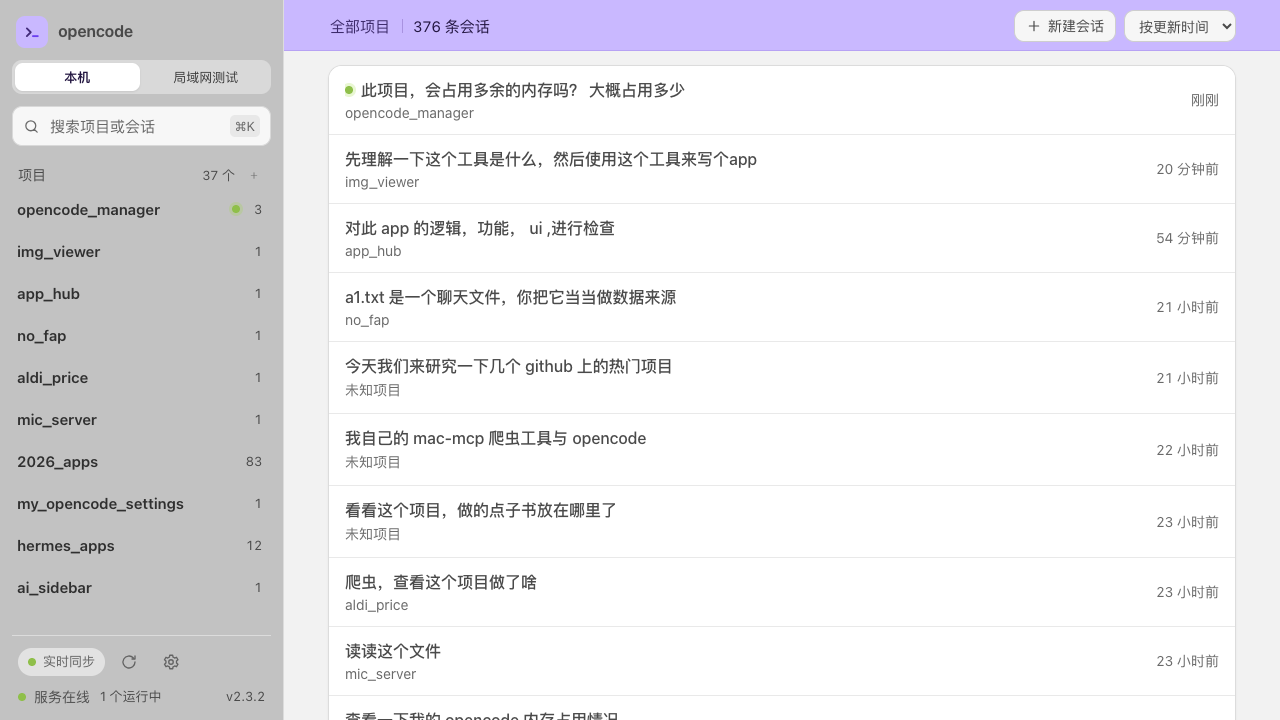 opencode
本机
局域网测试
搜索项目或会话
⌘K
项目
37 个
+
opencode_manager
3
img_viewer
1
app_hub
1
no_fap
1
aldi_price
1
mic_server
1
2026_apps
83
my_opencode_settings
1
hermes_apps
12
ai_sidebar
1
实时同步
服务在线
1 个运行中
v2.3.2
全部项目
376 条会话
+ 新建会话
按更新时间
此项目，会占用多余的内存吗？ 大概占用多少
opencode_manager
刚刚
先理解一下这个工具是什么，然后使用这个工具来写个app
img_viewer
20 分钟前
对此 app 的逻辑，功能， ui ,进行检查
app_hub
54 分钟前
a1.txt 是一个聊天文件，你把它当当做数据来源
no_fap
21 小时前
今天我们来研究一下几个 github 上的热门项目
未知项目
21 小时前
我自己的 mac-mcp 爬虫工具与 opencode
未知项目
22 小时前
看看这个项目，做的点子书放在哪里了
未知项目
23 小时前
爬虫，查看这个项目做了啥
aldi_price
23 小时前
读读这个文件
mic_server
23 小时前
查看一下我的 opencode 内存占用情况